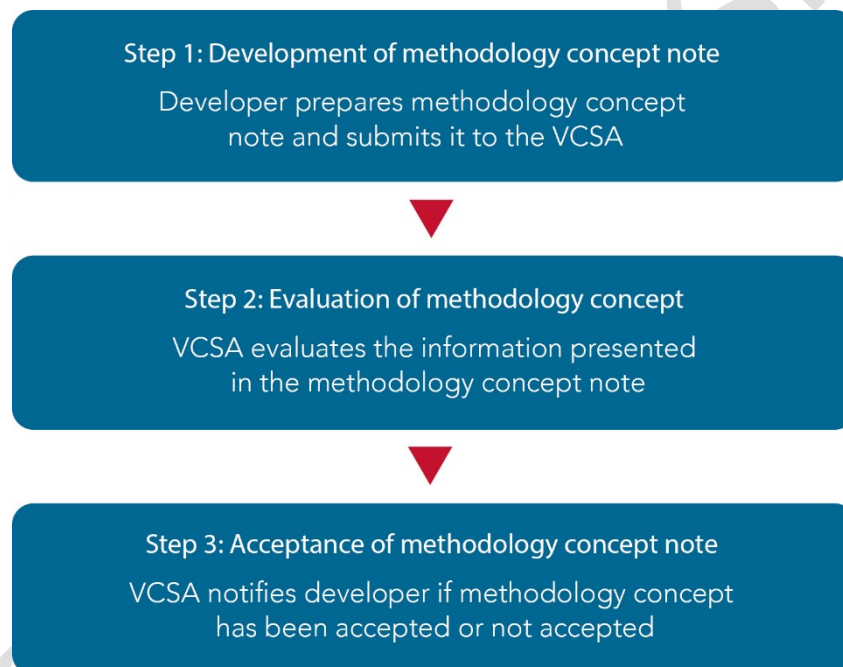 Step 1: Development of methodology concept note
Developer prepares methodology concept
note and submits it to the VCSA
Step 2: Evaluation of methodology concept
VCSA evaluates the information presented
in the methodology concept note
Step 3: Acceptance of methodology concept note
VCSA notifies developer if methodology concept
has been accepted or not accepted